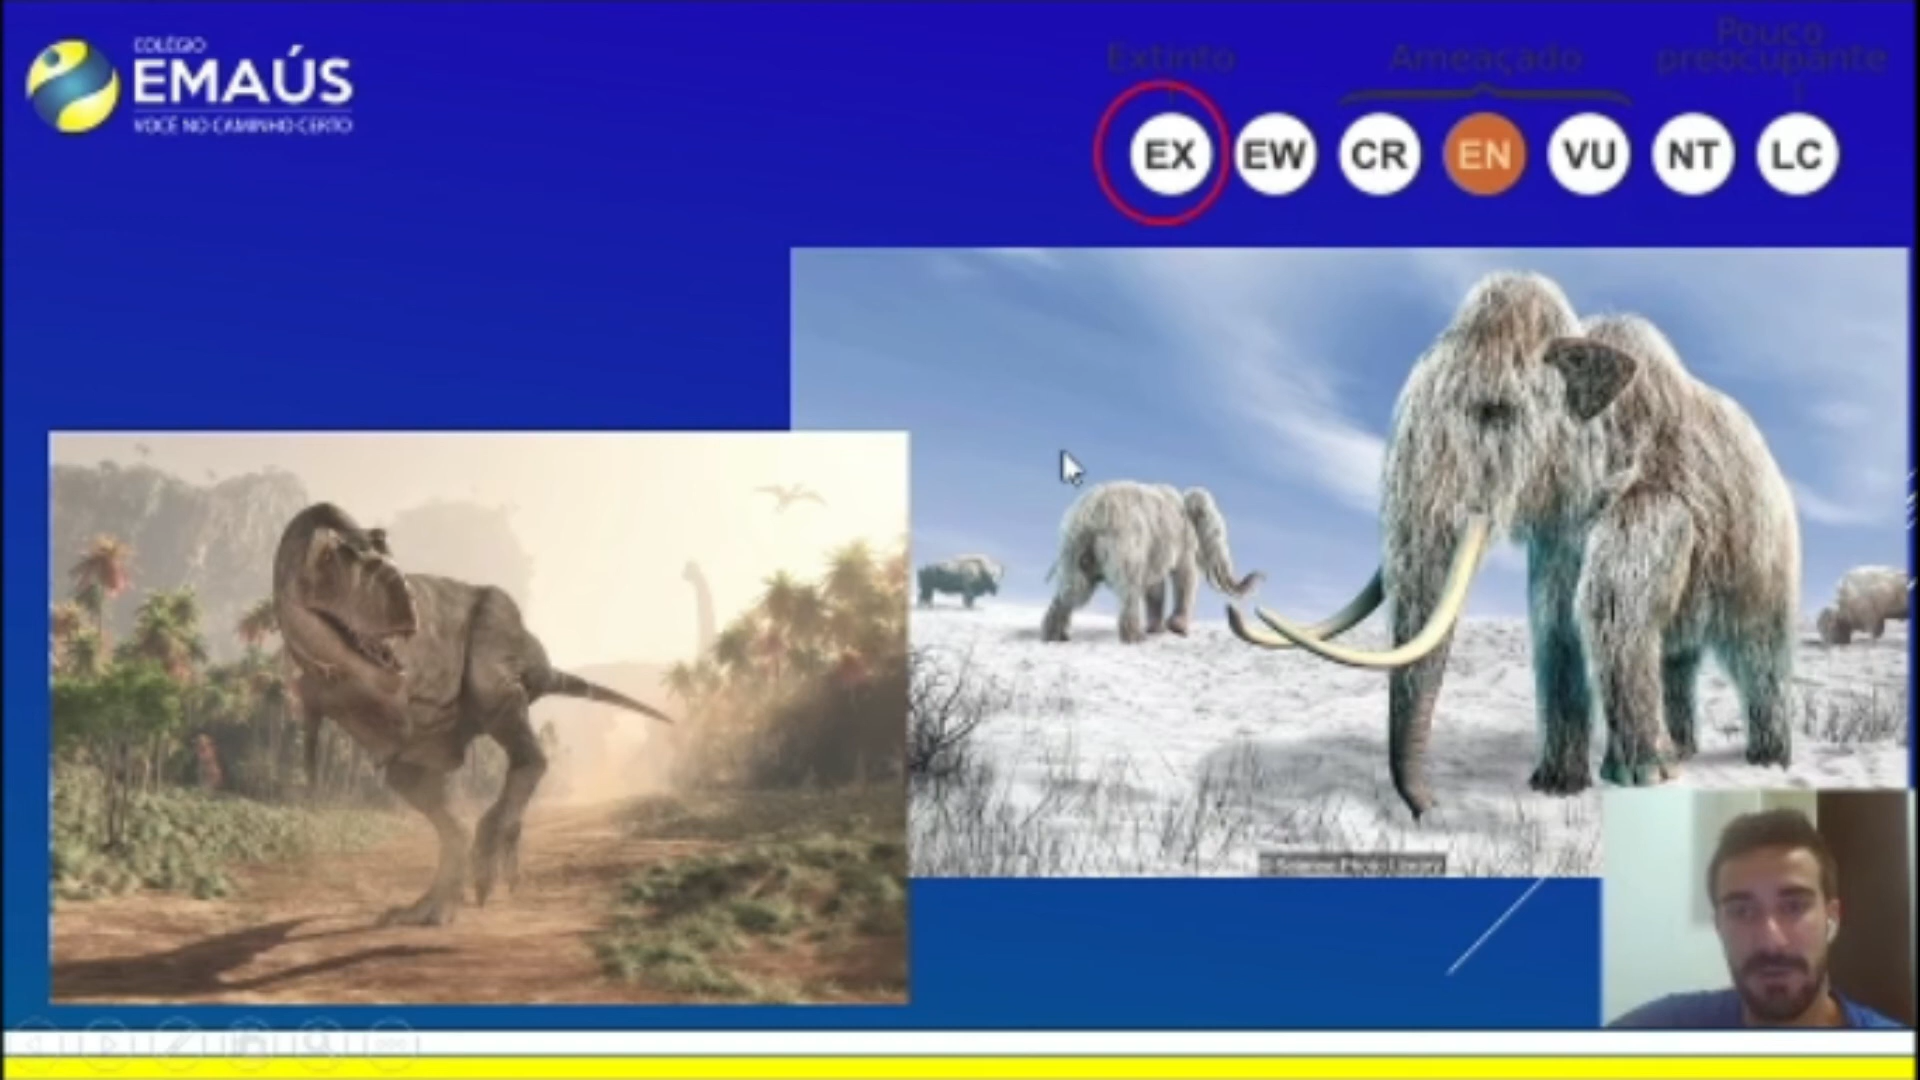 COLÉGIO
EMAÚS
VOCÊ NO CAMINHO CERTO
Extinto
Ameaçado
Pouco
preocupante
EX
EW
CR
EN
VU
NT
LC